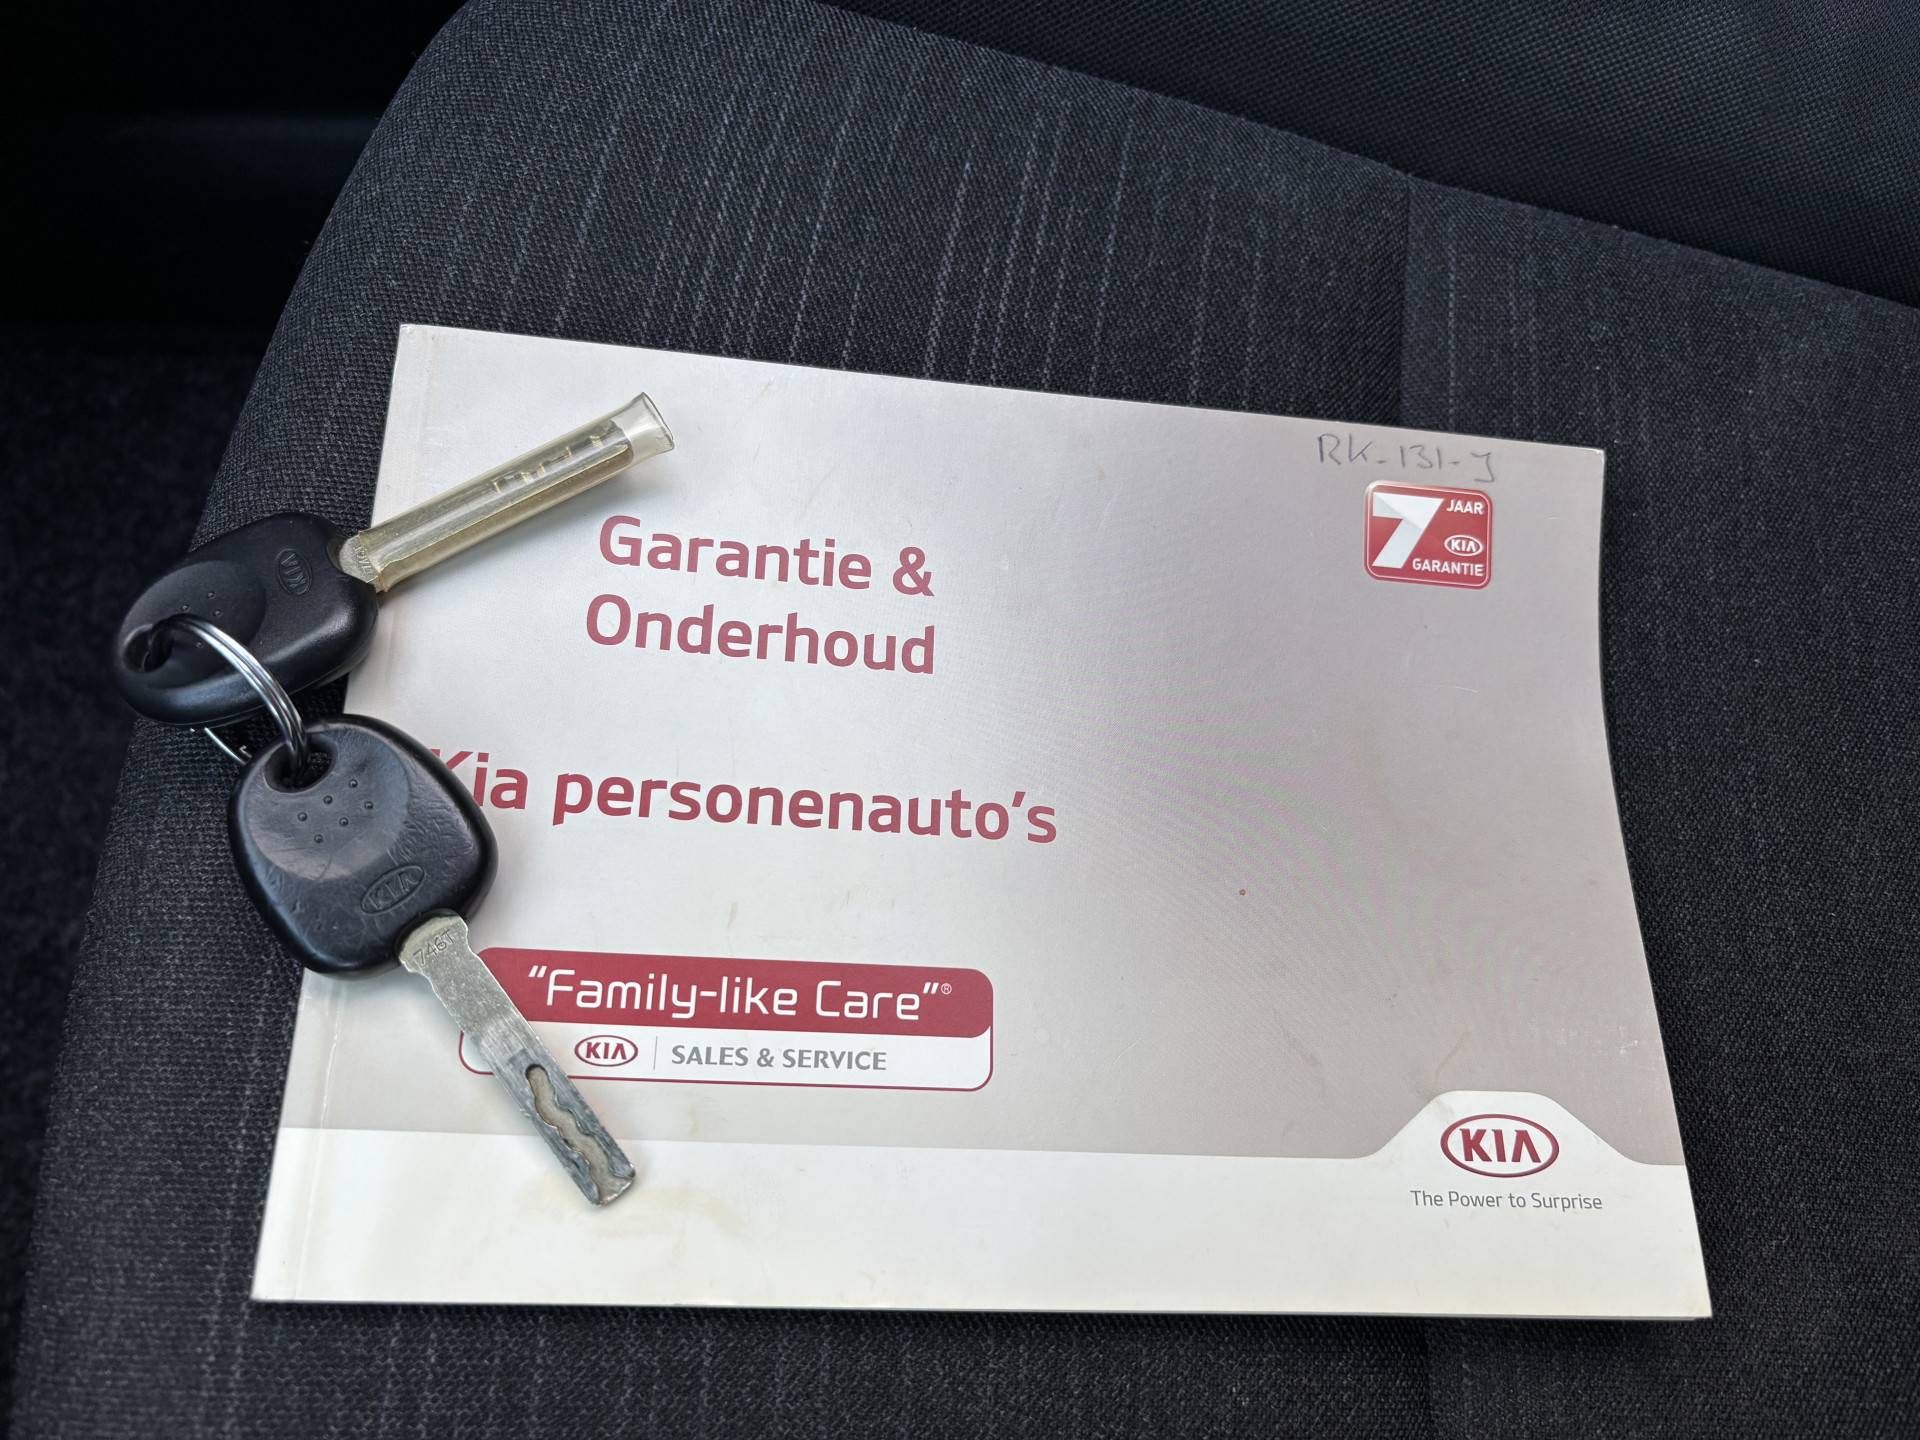 RK-131-J
7 JAAR
KIA
GARANTIE
Garantie &
Onderhoud
Kia personenauto's
"Family-like Care"®
KIA SALES & SERVICE
KIA
The Power to Surprise
KIA
KIA
746T